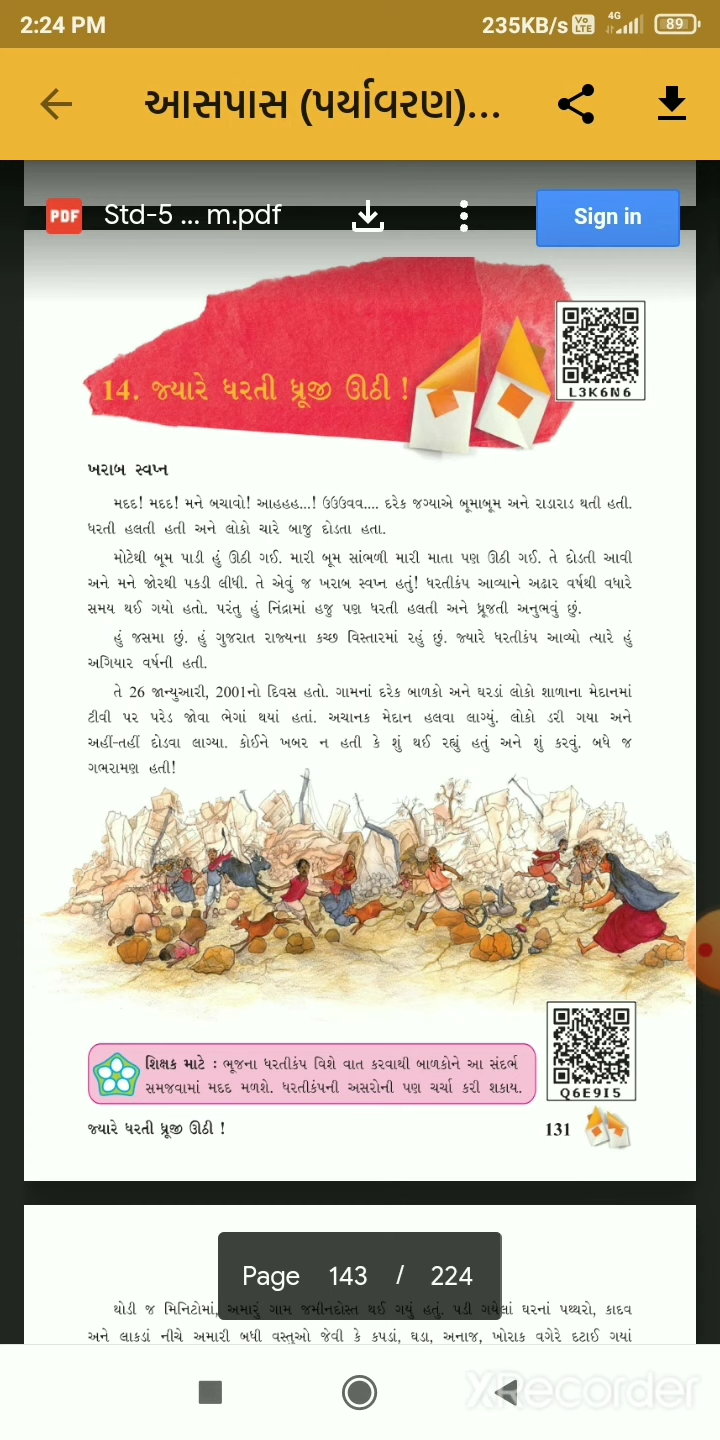 2:24 PM
235KB/s Vo LTE 4G 89
આસપાસ (પર્યાવરણ)...
PDF Std-5 ... m.pdf Sign in
14. જ્યારે ધરતી ધ્રૂજી ઊઠી !
L3K6N6
ખરાબ સ્વપ્ન
મદદ! મદદ! મને બચાવો! આહહહ...! ઉઉઉવવ.... દરેક જગ્યાએ બૂમાબૂમ અને રાડારાડ થતી હતી.
ધરતી હલતી હતી અને લોકો ચારે બાજુ દોડતા હતા.
મોટેથી બૂમ પાડી હું ઊઠી ગઈ. મારી બૂમ સાંભળી મારી માતા પણ ઊઠી ગઈ. તે દોડતી આવી
અને મને જોરથી પકડી લીધી. તે એવું જ ખરાબ સ્વપ્ન હતું! ધરતીકંપ આવ્યાને અઢાર વર્ષથી વધારે
સમય થઈ ગયો હતો. પરંતુ હું નિંદ્રામાં હજુ પણ ધરતી હલતી અને ધ્રૂજતી અનુભવું છું.
હું જસમા છું. હું ગુજરાત રાજ્યના કચ્છ વિસ્તારમાં રહું છું. જ્યારે ધરતીકંપ આવ્યો ત્યારે હું
અગિયાર વર્ષની હતી.
તે 26 જાન્યુઆરી, 2001નો દિવસ હતો. ગામનાં દરેક બાળકો અને ઘરડાં લોકો શાળાના મેદાનમાં
ટીવી પર પરેડ જોવા ભેગાં થયાં હતાં. અચાનક મેદાન હલવા લાગ્યું. લોકો ડરી ગયા અને
અહીં-તહીં દોડવા લાગ્યા. કોઈને ખબર ન હતી કે શું થઈ રહ્યું હતું અને શું કરવું. બધે જ
ગભરામણ હતી!
શિક્ષક માટે : ભૂજના ધરતીકંપ વિશે વાત કરવાથી બાળકોને આ સંદર્ભ
સમજવામાં મદદ મળશે. ધરતીકંપની અસરોની પણ ચર્ચા કરી શકાય.
Q6E9I5
જ્યારે ધરતી ધ્રૂજી ઊઠી !
131
Page 143 / 224
થોડી જ મિનિટોમાં, અમારું ગામ જમીનદોસ્ત થઈ ગયું હતું. પડી ગયેલાં ઘરનાં પથ્થરો, કાદવ
અને લાકડાં નીચે અમારી બધી વસ્તુઓ જેવી કે કપડાં, ઘડા, અનાજ, ખોરાક વગેરે દટાઈ ગયાં
XRecorder